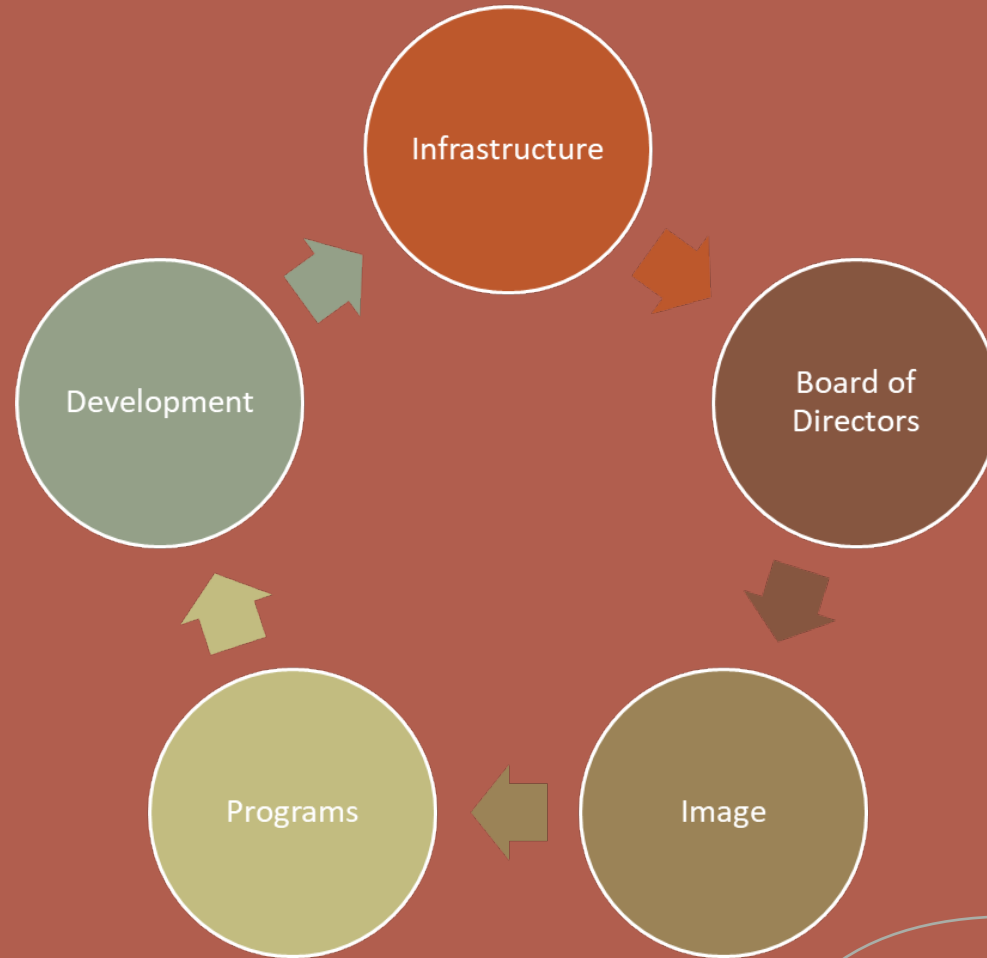 Infrastructure
Board of
Directors
Image
Programs
Development